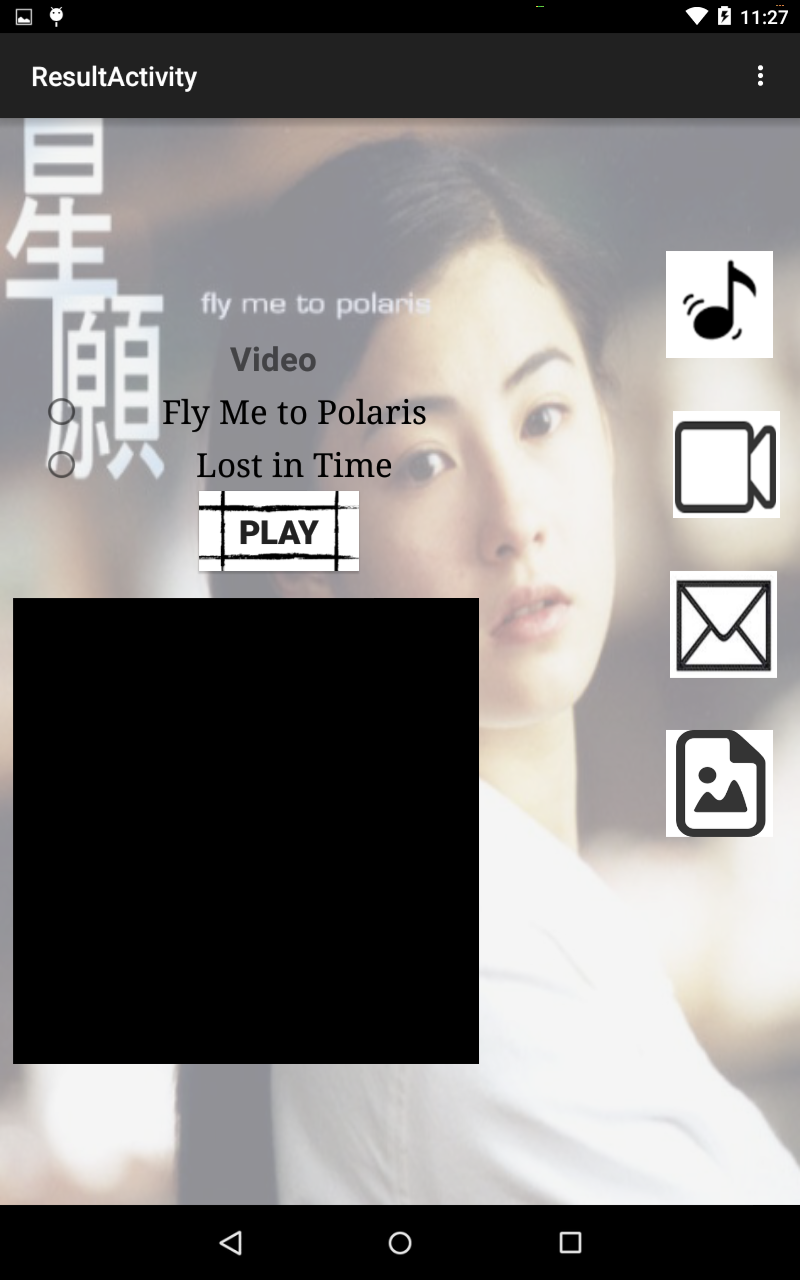 11:27
ResultActivity
星願
fly me to polaris
Video
Fly Me to Polaris
Lost in Time
PLAY